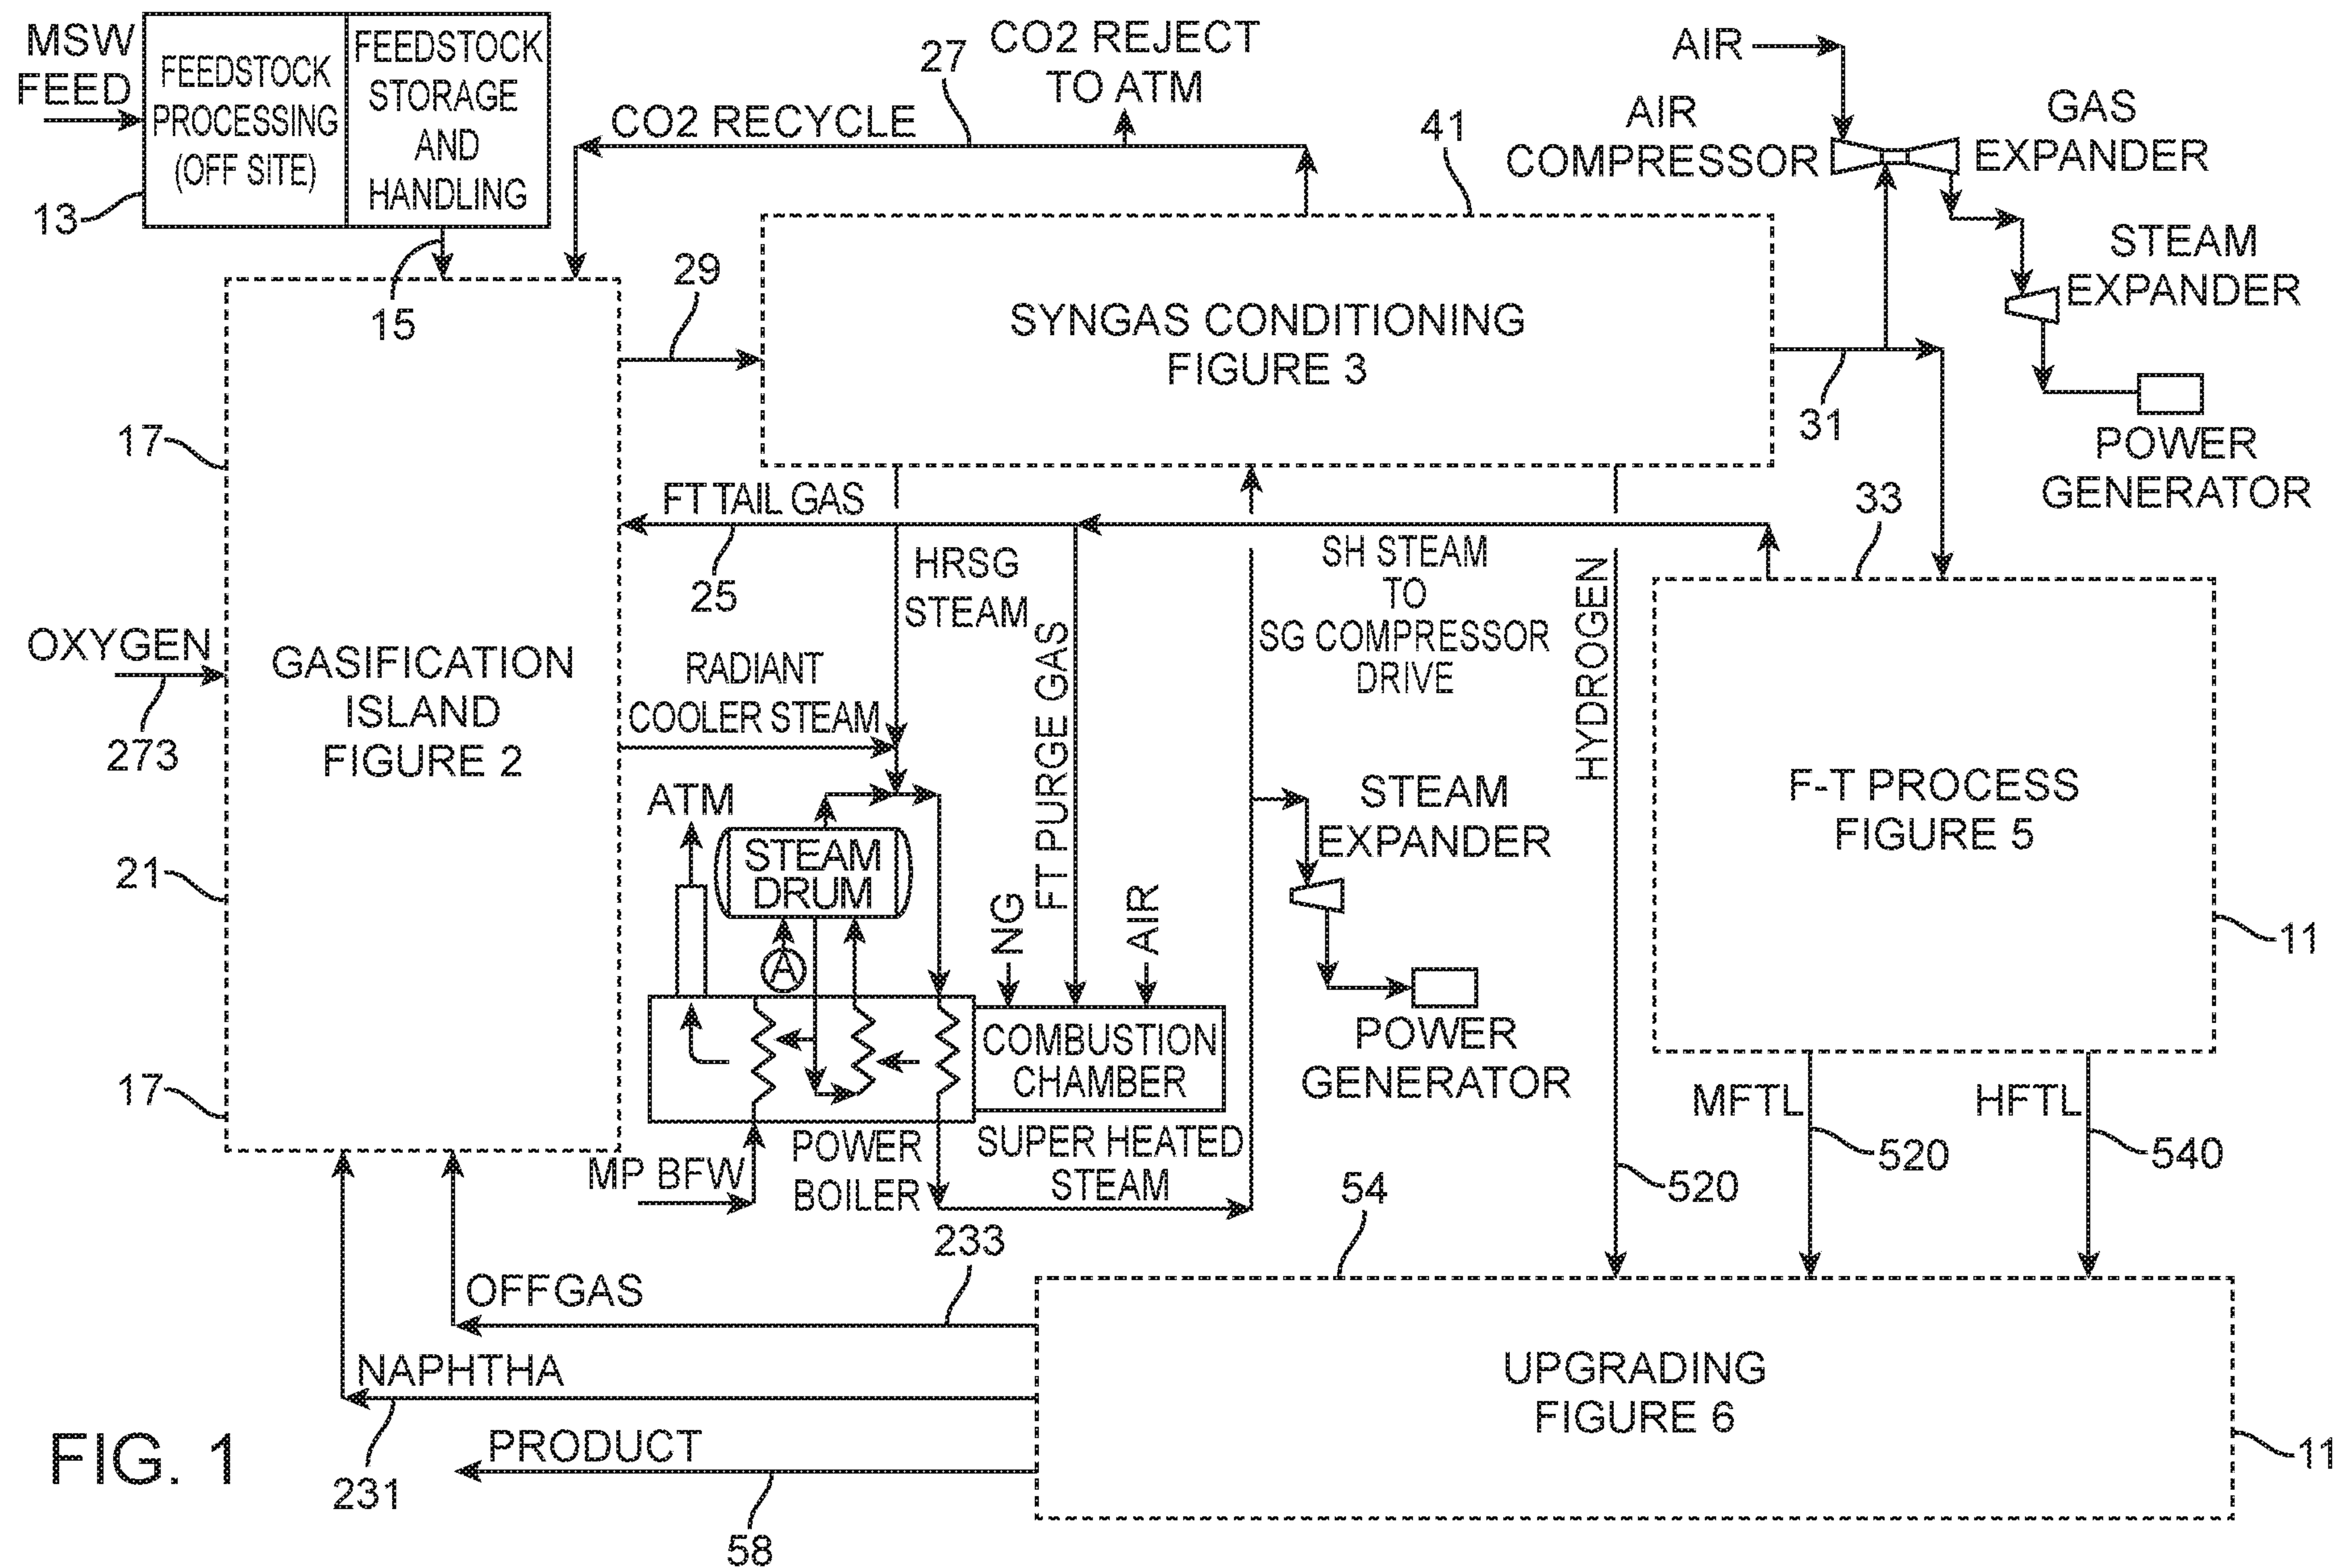 MSW
FEED
FEEDSTOCK
PROCESSING
(OFF SITE)
FEEDSTOCK
STORAGE
AND
HANDLING
13
15
CO2 RECYCLE
27
CO2 REJECT
TO ATM
41
AIR
AIR
COMPRESSOR
GAS
EXPANDER
STEAM
EXPANDER
POWER
GENERATOR
29
SYNGAS CONDITIONING
FIGURE 3
31
17
FT TAIL GAS
25
33
HRSG
STEAM
SH STEAM
TO
SG COMPRESSOR
DRIVE
HYDROGEN
FT PURGE GAS
OXYGEN
273
GASIFICATION
ISLAND
FIGURE 2
RADIANT
COOLER STEAM
21
17
ATM
STEAM
DRUM
A
NG
AIR
COMBUSTION
CHAMBER
STEAM
EXPANDER
POWER
GENERATOR
F-T PROCESS
FIGURE 5
11
MP BFW
POWER
BOILER
SUPER HEATED
STEAM
MFTL
520
HFTL
540
520
54
233
OFFGAS
NAPHTHA
231
PRODUCT
58
UPGRADING
FIGURE 6
11
FIG. 1